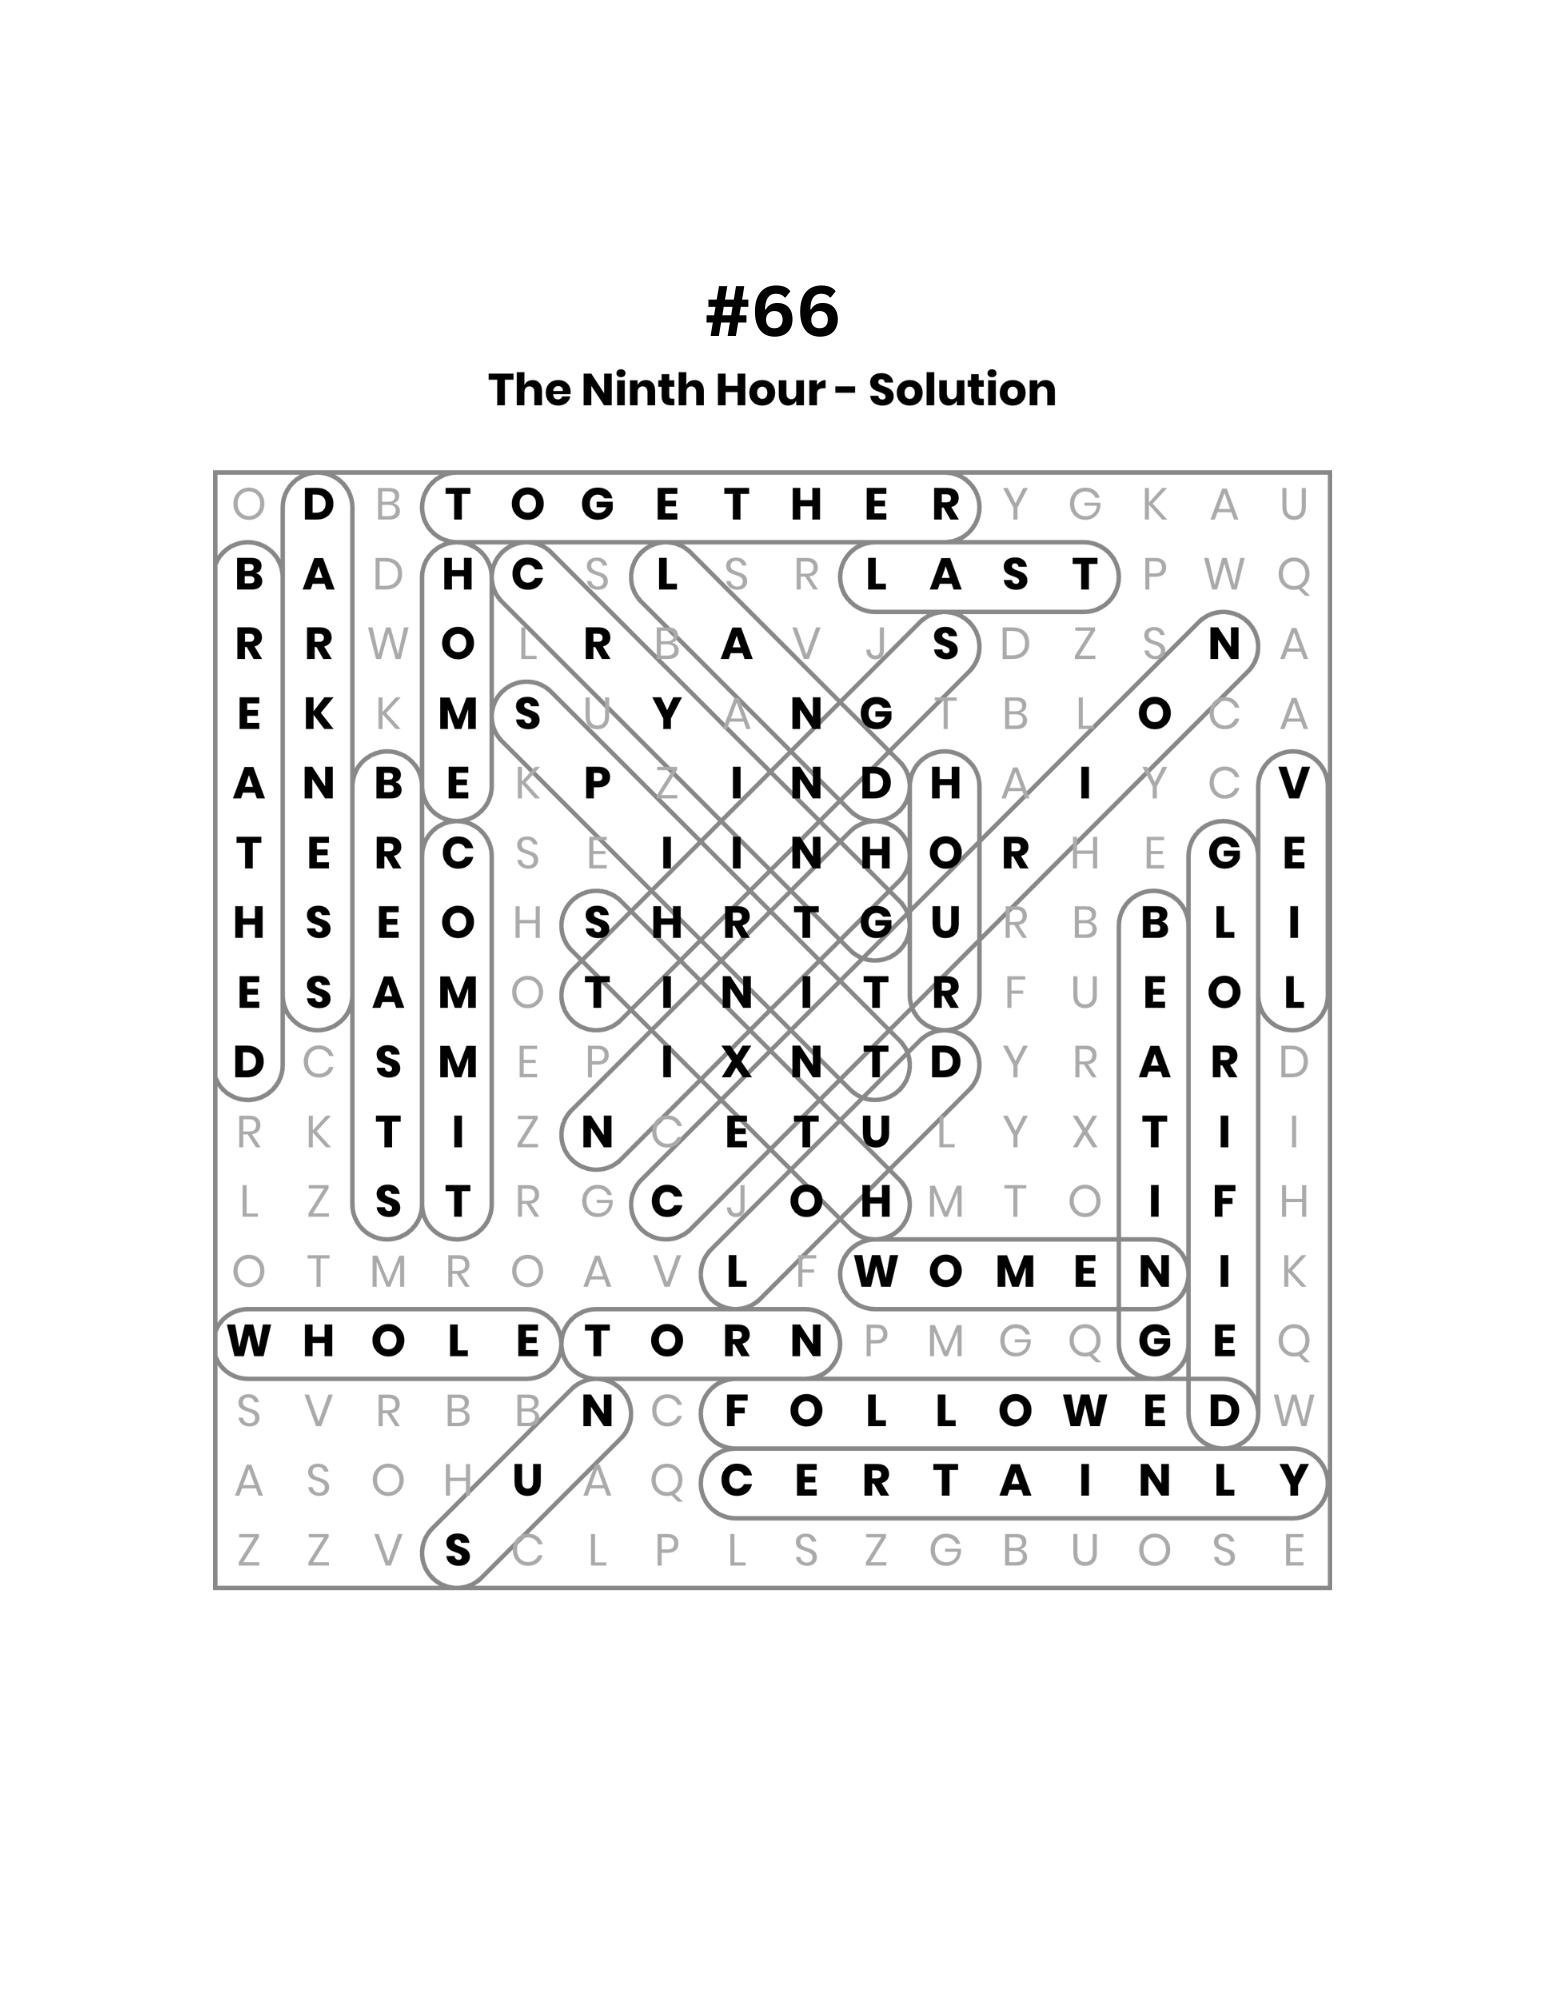 #66
The Ninth Hour - Solution
O D B T O G E T H E R Y G K A U
B A D H C S L S R L A S T P W Q
R R W O L R B A V J S D Z S N A
E K K M S U Y A N G T B L O C A
A N B E K P Z I N D H A I Y C V
T E R C S E I I N H O R H E G E
H S E O H S H R T G U R B B L I
E S A M O T I N I T R F U E O L
D C S M E P I X N T D Y R A R D
R K T I Z N C E T U L Y X T I I
L Z S T R G C J O H M T O I F H
O T M R O A V L F W O M E N I K
W H O L E T O R N P M G Q G E Q
S V R B B N C F O L L O W E D W
A S O H U A Q C E R T A I N L Y
Z Z V S C L P L S Z G B U O S E